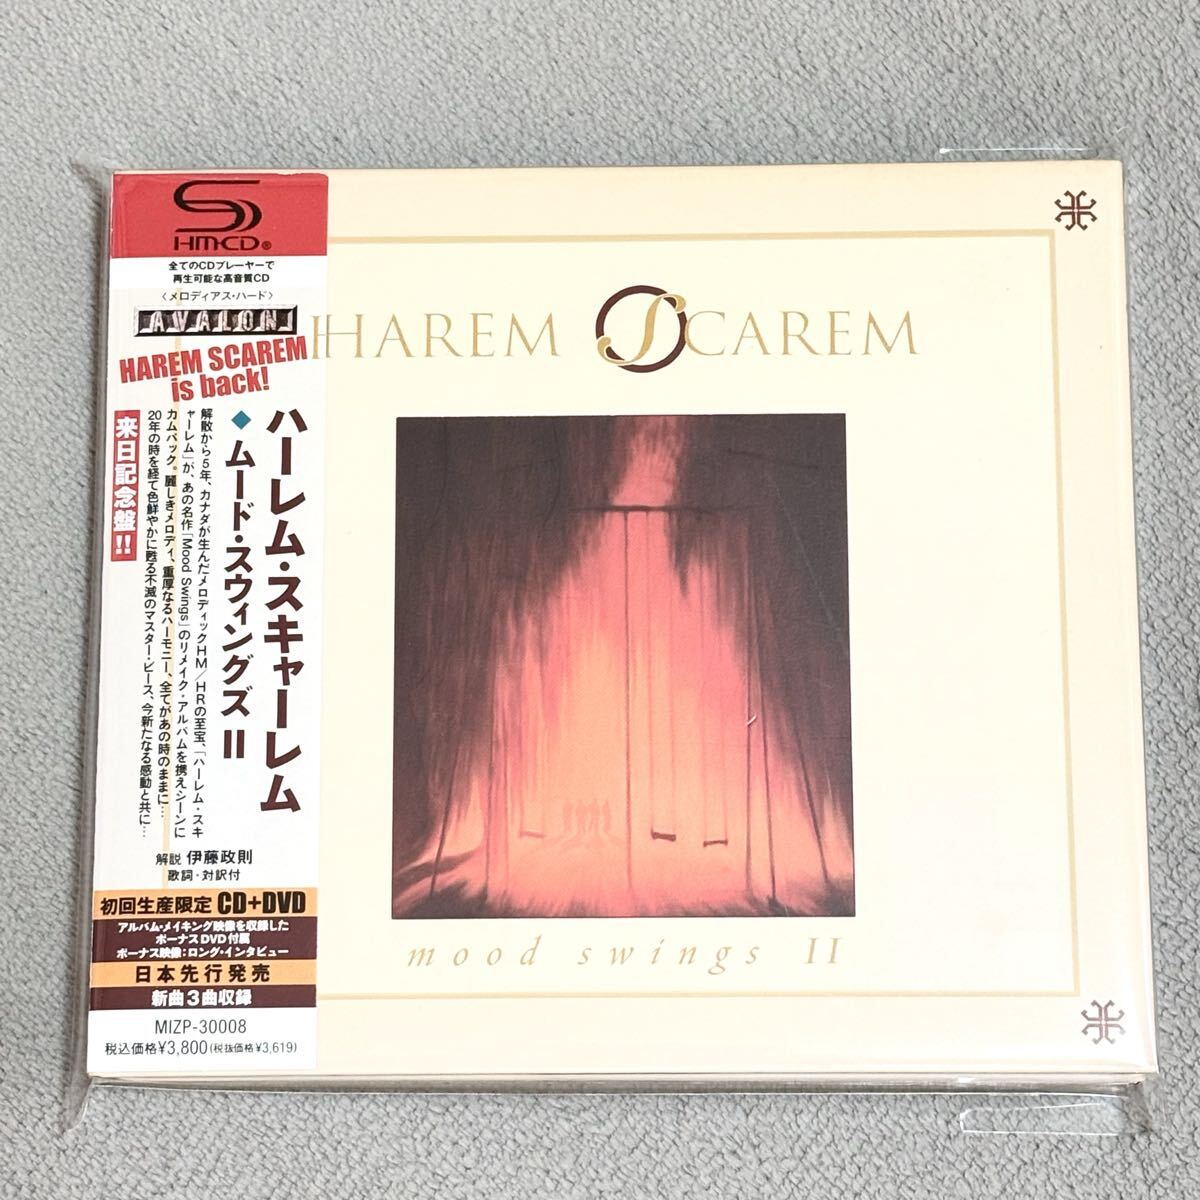 HM-CD®
全てのCDプレーヤーで
再生可能な高音質CD
〈メロディアス・ハード〉
AVALON
HAREM SCAREM
is back!
ハーレム・スキャーレム
◆ ムード・スウィングズ II
解散から5年、カナダが生んだメロディックHM/HRの至宝、「ハーレム・スキ
ャーレム」が、あの名作「Mood Swings」のリメイク・アルバムを携えシーンに
カムバック。麗しきメロディ、重厚なるハーモニー、全てがあの時のままに…
20年の時を経て色鮮やかに甦る不滅のマスター・ピース、今新たなる感動と共に…
来日記念盤!!
解説 伊藤政則
歌詞・対訳付
初回生産限定 CD+DVD
アルバム・メイキング映像を収録した
ボーナスDVD付属
ボーナス映像：ロング・インタビュー
日本先行発売
新曲3曲収録
MIZP-30008
税込価格¥3,800(税抜価格¥3,619)
HAREM SCAREM
mood swings II